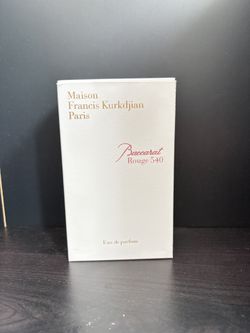 Maison
Francis Kurkdjian
Paris
Baccarat
Rouge 540
Eau de parfum